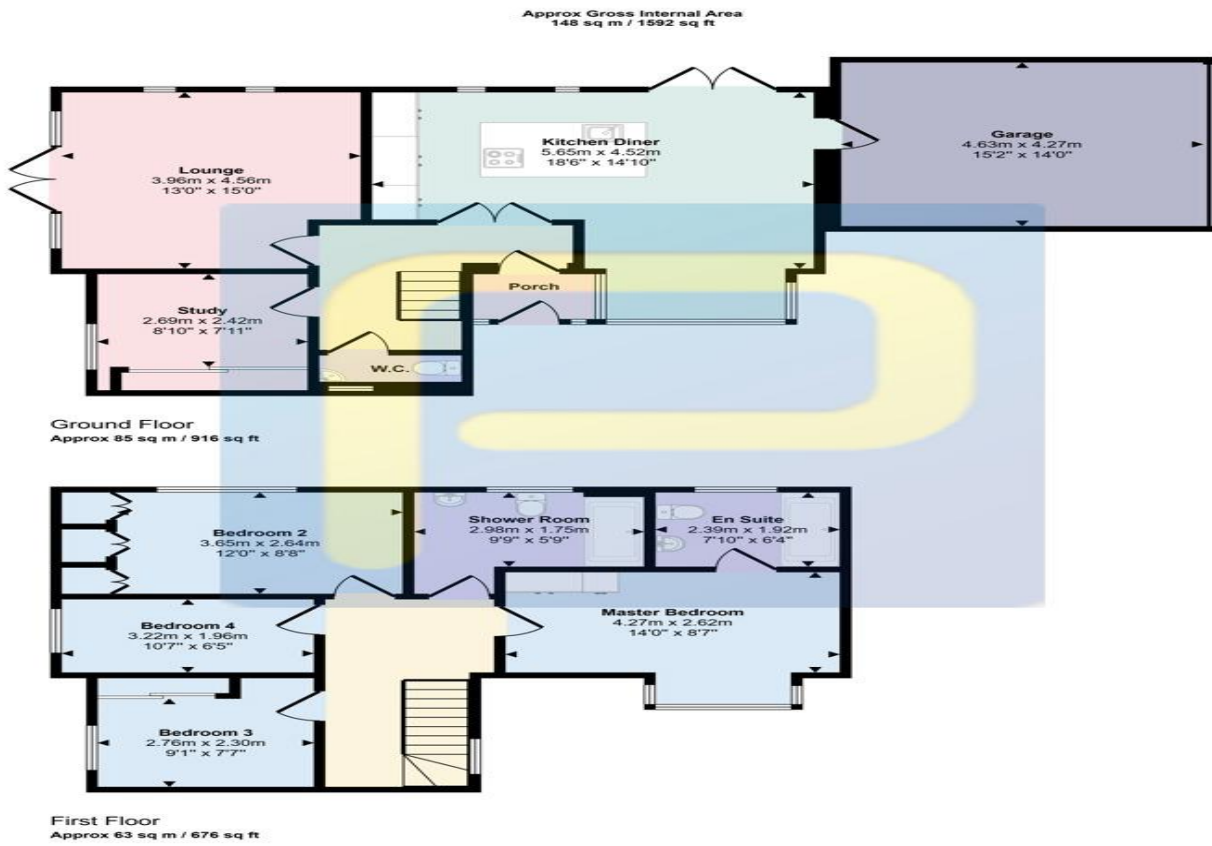 Approx Gross Internal Area
148 sq m / 1592 sq ft
Lounge
3.96m x 4.56m
13'0" x 15'0"
Kitchen Diner
5.65m x 4.52m
18'6" x 14'10"
Garage
4.63m x 4.27m
15'2" x 14'0"
Study
2.69m x 2.42m
8'10" x 7'11"
Porch
W.C.
Ground Floor
Approx 85 sq m / 916 sq ft
Bedroom 2
3.65m x 2.64m
12'0" x 8'8"
Shower Room
2.98m x 1.75m
9'9" x 5'9"
En Suite
2.39m x 1.92m
7'10" x 6'4"
Bedroom 4
3.22m x 1.96m
10'7" x 6'5"
Master Bedroom
4.27m x 2.62m
14'0" x 8'7"
Bedroom 3
2.76m x 2.30m
9'1" x 7'7"
First Floor
Approx 63 sq m / 676 sq ft